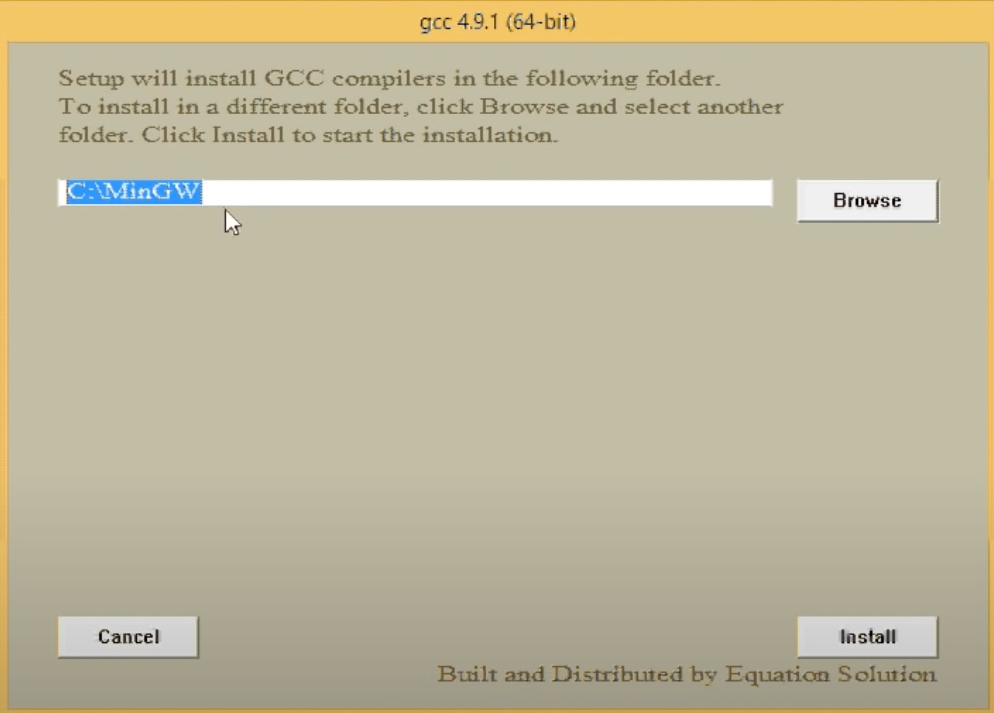 gcc 4.9.1 (64-bit)
Setup will install GCC compilers in the following folder.
To install in a different folder, click Browse and select another
folder. Click Install to start the installation.
C:\MinGW
Browse
Cancel
Install
Built and Distributed by Equation Solution